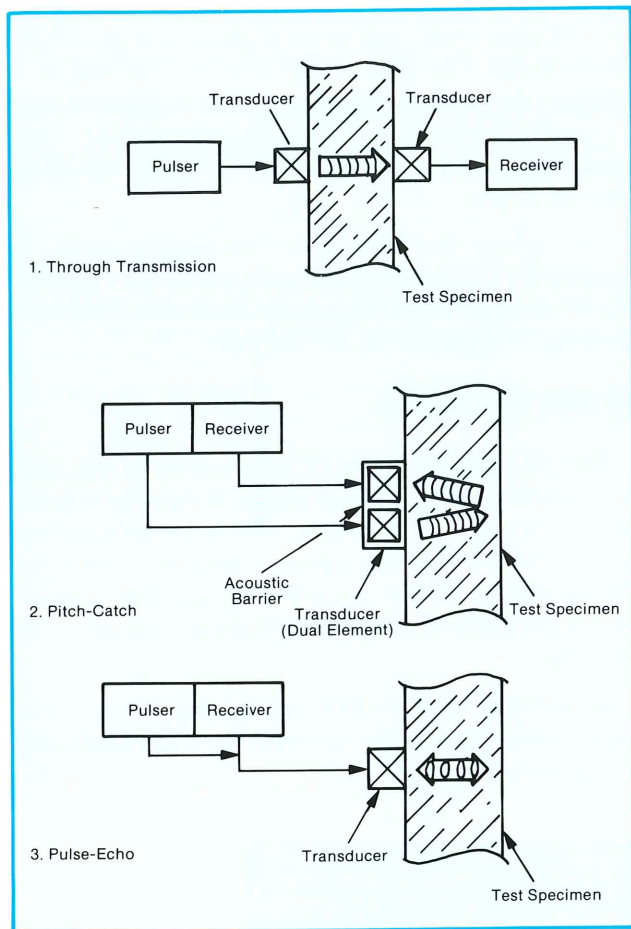 Transducer
Transducer
Pulser
Receiver
1. Through Transmission
Test Specimen
Pulser
Receiver
Acoustic
Barrier
2. Pitch-Catch
Transducer
(Dual Element)
Test Specimen
Pulser
Receiver
3. Pulse-Echo
Transducer
Test Specimen